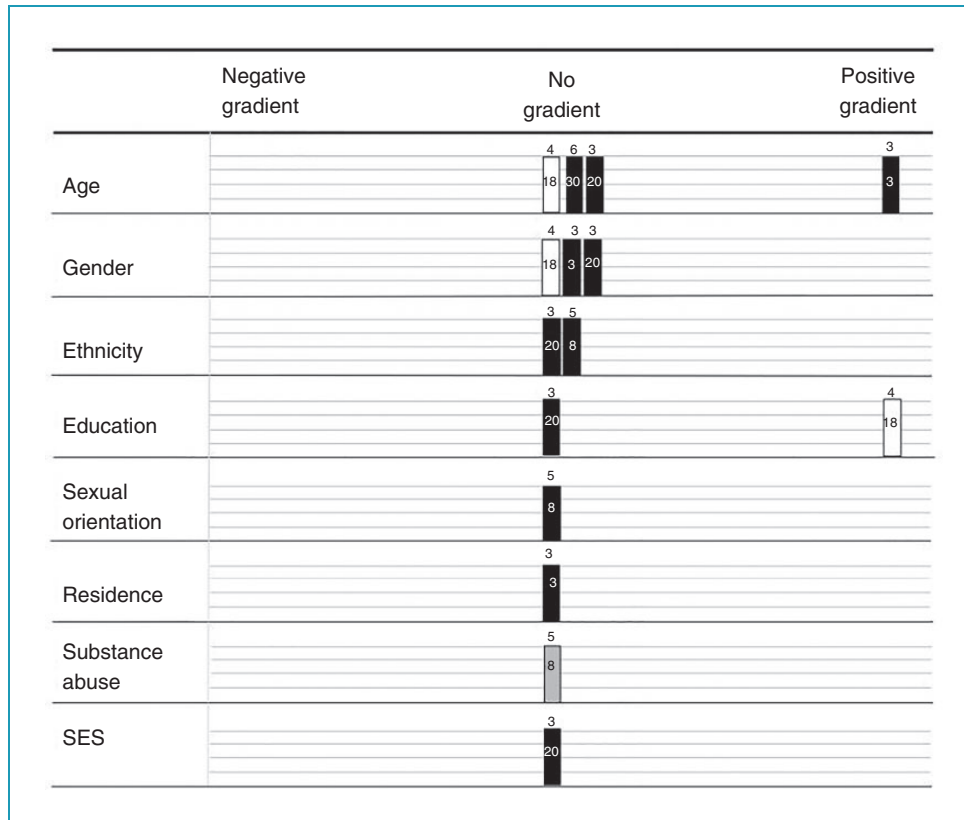 Negative
gradient
No
gradient
Positive
gradient
4 6 3 3
Age 18 30 20 3
4 3 3
Gender 18 3 20
3 5
Ethnicity 20 8
3 4
Education 20 18
5
Sexual
orientation 8
3
Residence 3
5
Substance
abuse 8
3
SES 20